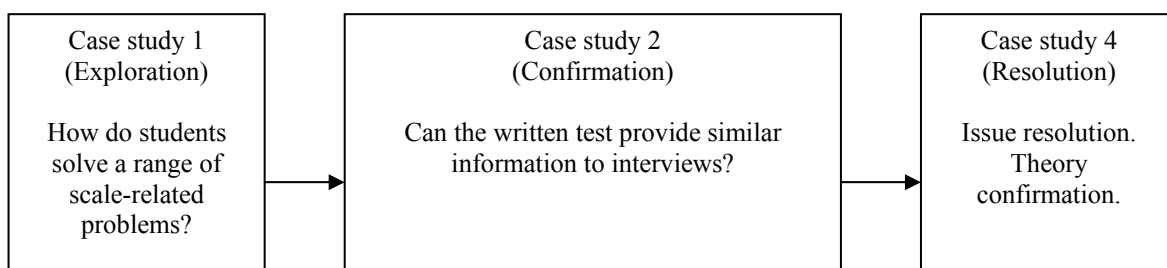 Case study 1
(Exploration)
How do students
solve a range of
scale-related
problems?
Case study 2
(Confirmation)
Can the written test provide similar
information to interviews?
Case study 4
(Resolution)
Issue resolution.
Theory
confirmation.